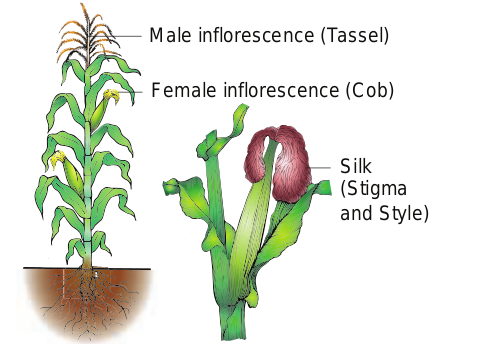 Male inflorescence (Tassel)
Female inflorescence (Cob)
Silk
(Stigma
and Style)